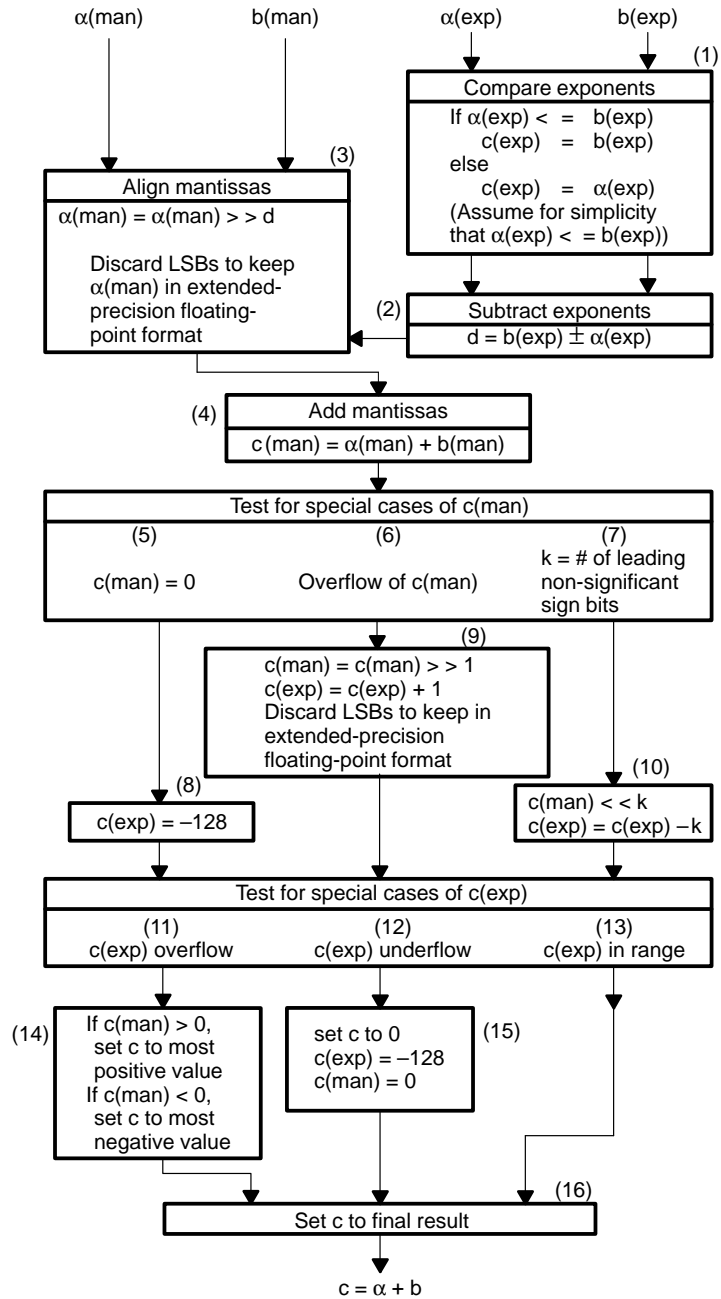 α(man) b(man) α(exp) b(exp)
(1)
Compare exponents
If α(exp) < = b(exp)
c(exp) = b(exp)
else
c(exp) = α(exp)
(Assume for simplicity
that α(exp) < = b(exp))
(3)
Align mantissas
α(man) = α(man) > > d
Discard LSBs to keep
α(man) in extended-
precision floating-
point format
(2)
Subtract exponents
d = b(exp) ± α(exp)
(4)
Add mantissas
c(man) = α(man) + b(man)
Test for special cases of c(man)
(5) (6) (7)
c(man) = 0
Overflow of c(man)
k = # of leading
non-significant
sign bits
(9)
c(man) = c(man) > > 1
c(exp) = c(exp) + 1
Discard LSBs to keep in
extended-precision
floating-point format
(8)
c(exp) = –128
(10)
c(man) < < k
c(exp) = c(exp) –k
Test for special cases of c(exp)
(11) (12) (13)
c(exp) overflow c(exp) underflow c(exp) in range
(14)
If c(man) > 0,
set c to most
positive value
If c(man) < 0,
set c to most
negative value
(15)
set c to 0
c(exp) = –128
c(man) = 0
(16)
Set c to final result
c = α + b